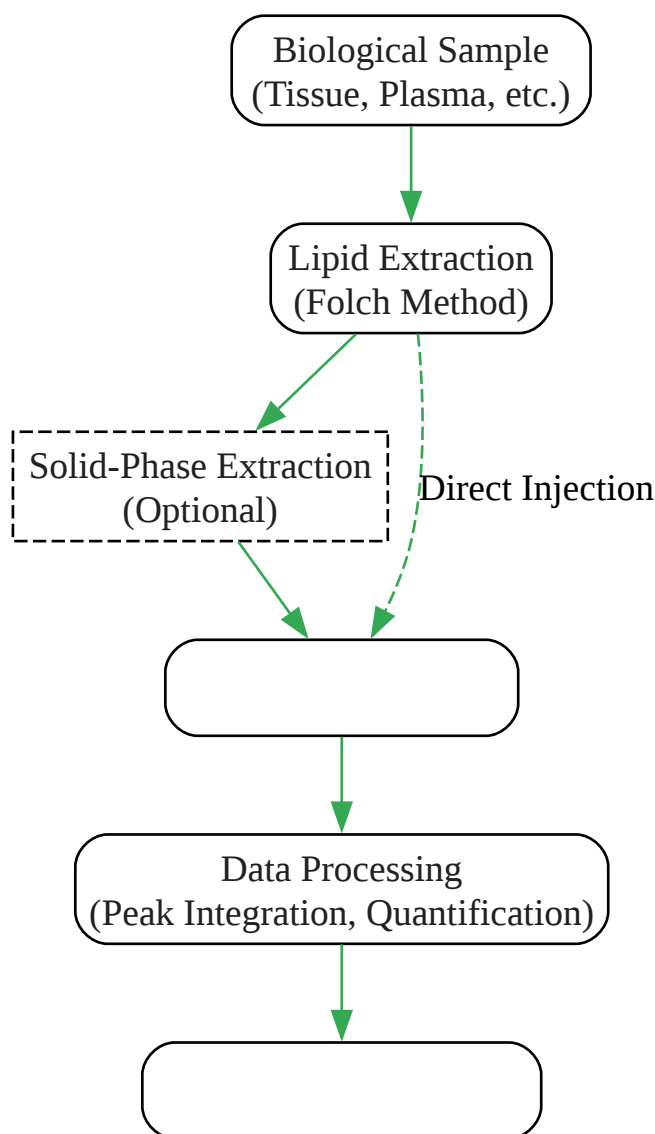 Biological Sample
(Tissue, Plasma, etc.)
Lipid Extraction
(Folch Method)
Solid-Phase Extraction
(Optional)
Direct Injection
Data Processing
(Peak Integration, Quantification)